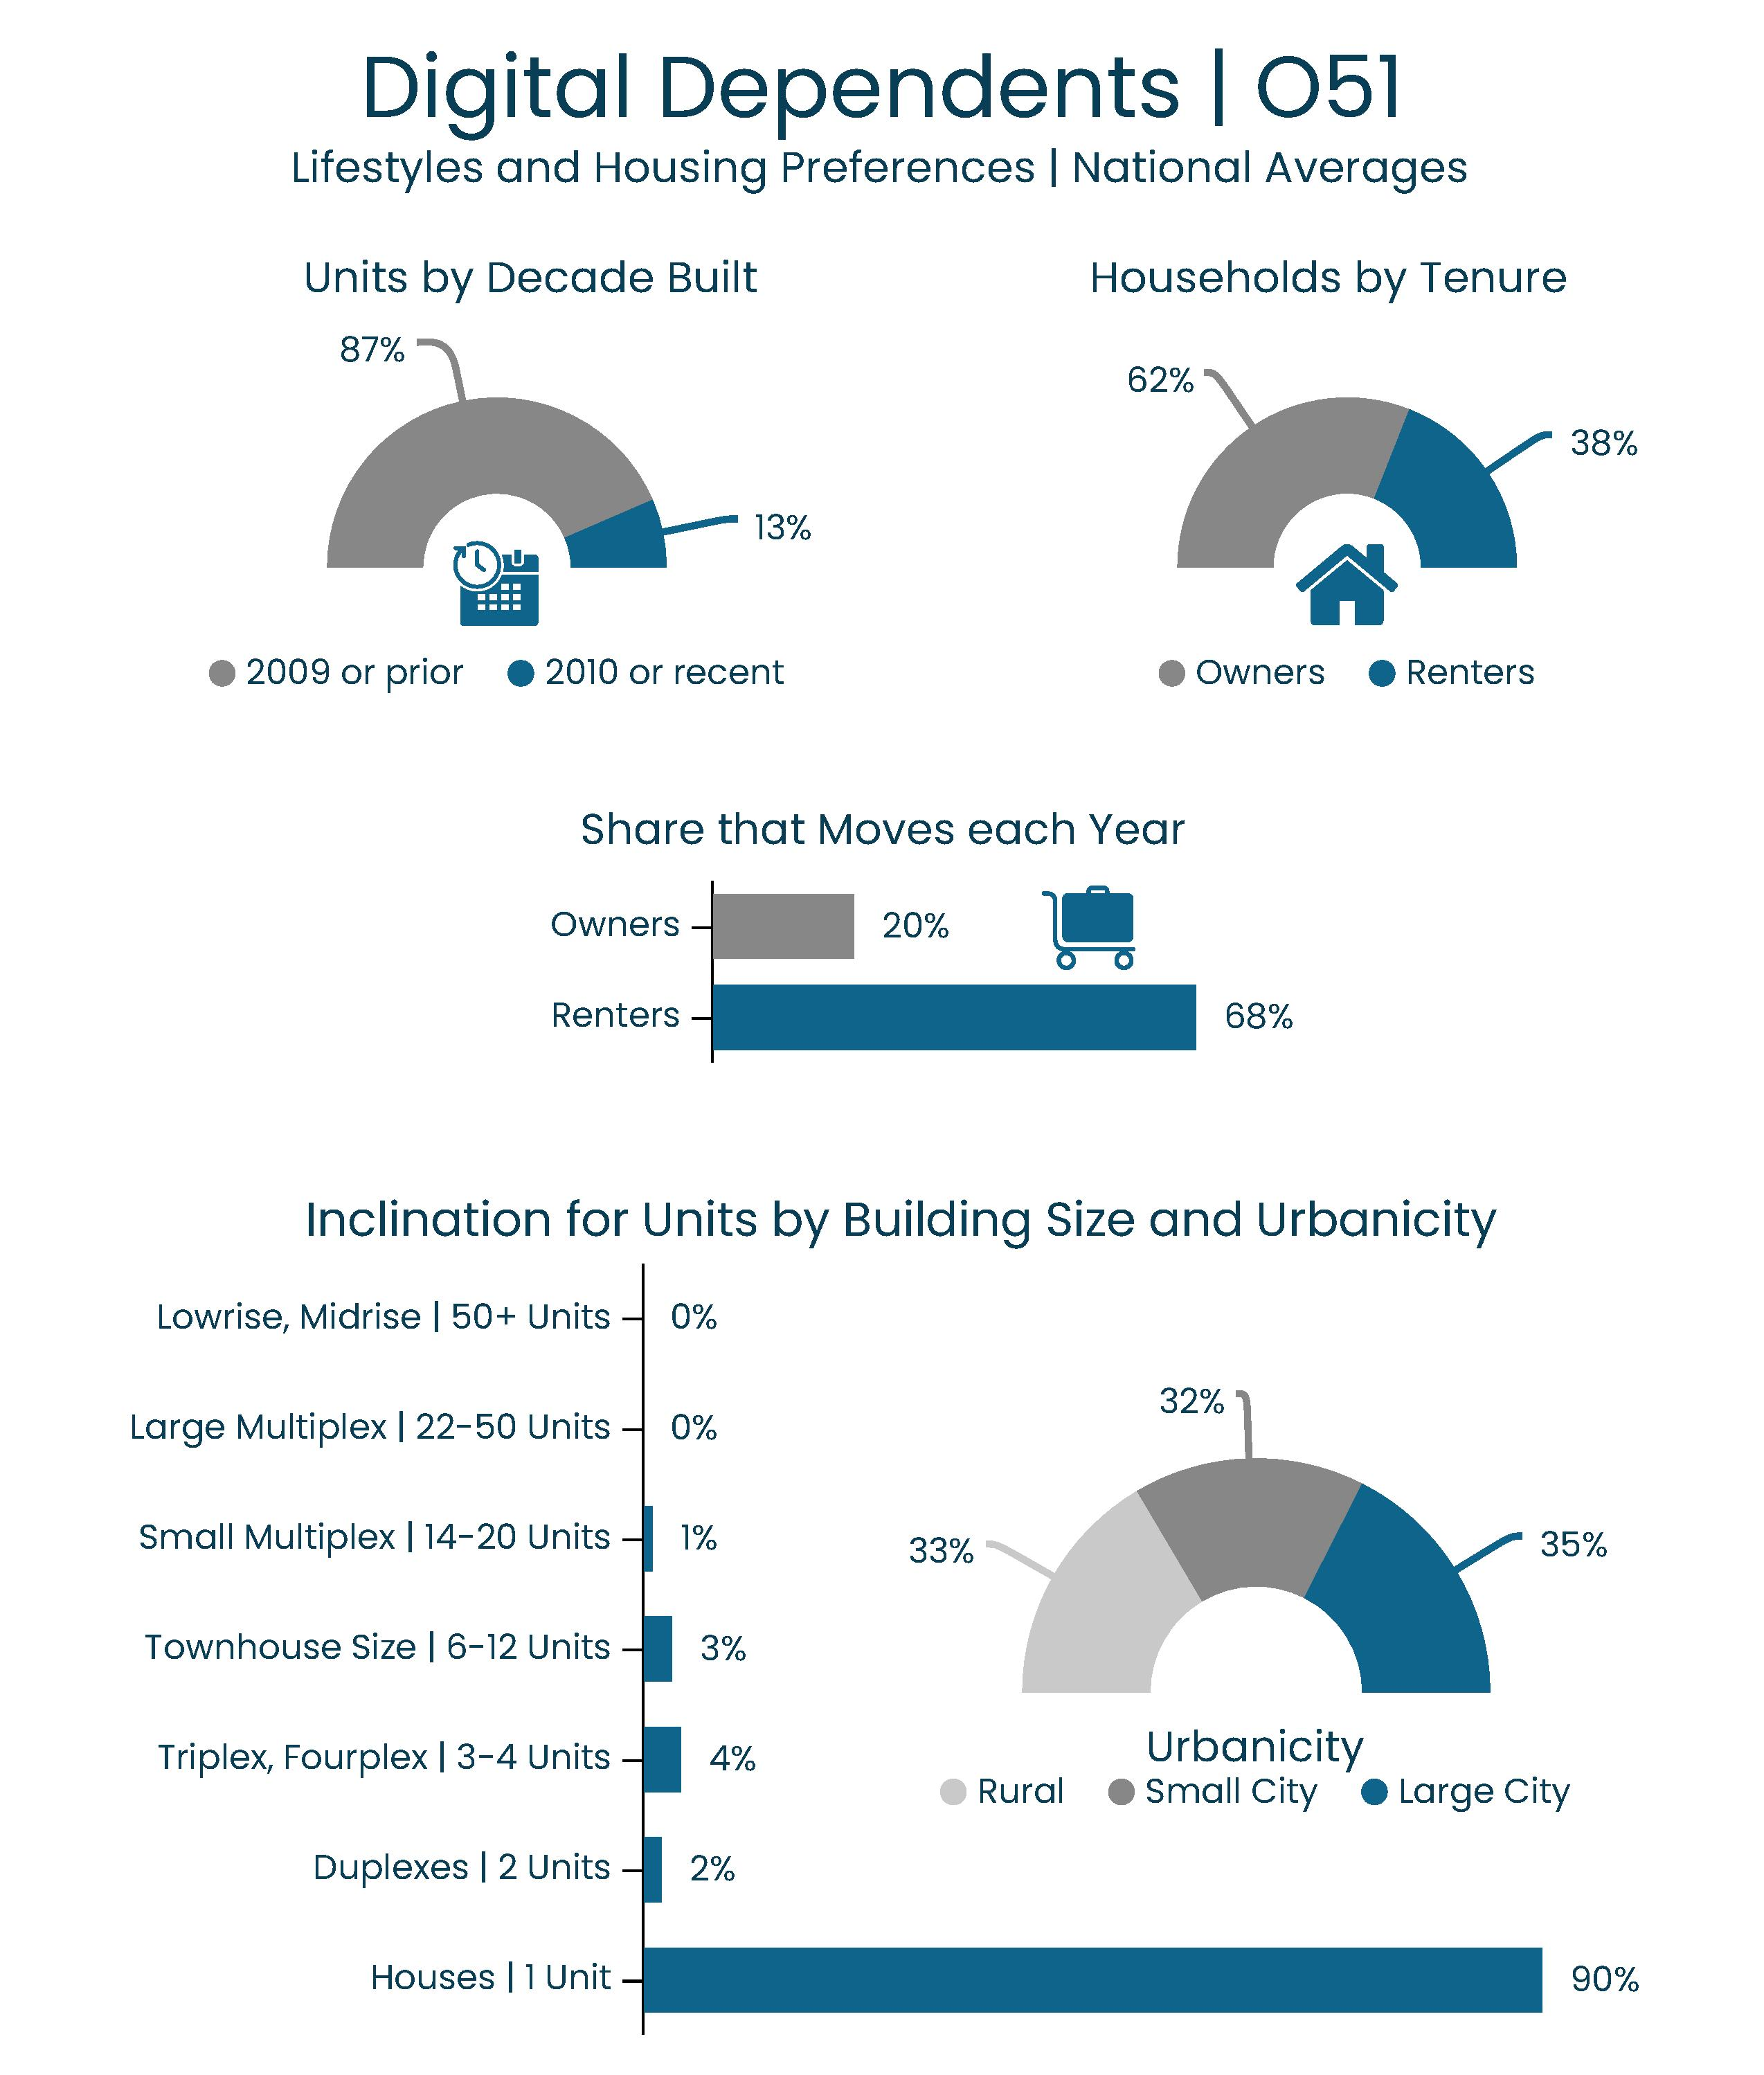 Digital Dependents | O51
Lifestyles and Housing Preferences | National Averages
Units by Decade Built
87%
13%
2009 or prior
2010 or recent
Households by Tenure
62%
38%
Owners
Renters
Share that Moves each Year
Owners
20%
Renters
68%
Inclination for Units by Building Size and Urbanicity
Lowrise, Midrise | 50+ Units
0%
Large Multiplex | 22-50 Units
0%
Small Multiplex | 14-20 Units
1%
Townhouse Size | 6-12 Units
3%
Triplex, Fourplex | 3-4 Units
4%
Duplexes | 2 Units
2%
Houses | 1 Unit
90%
33%
32%
35%
Urbanicity
Rural
Small City
Large City